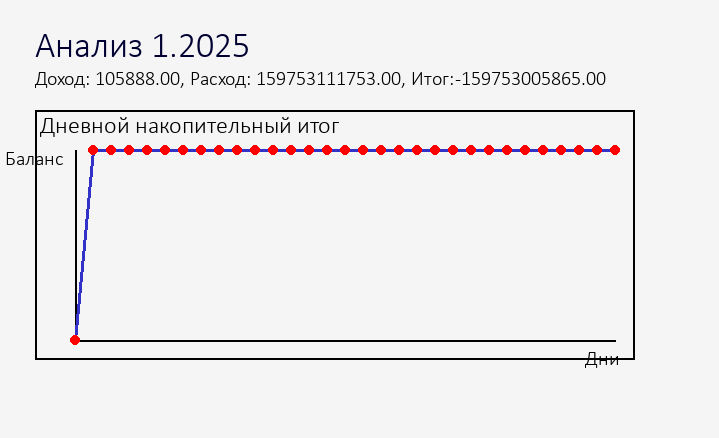 Анализ 1.2025
Доход: 105888.00, Расход: 159753111753.00, Итог:-159753005865.00
Дневной накопительный итог
Баланс
Дни